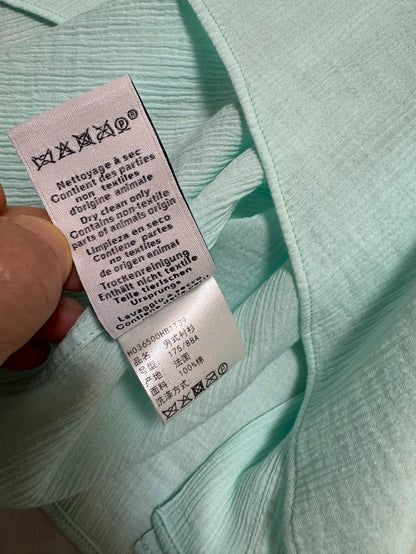 P ®
Nettoyage à sec
Contient des parties
non textiles
d'origine animale
Dry clean only
Contains non-textile
parts of animals origin
Limpieza en seco
Contiene partes
no textiles
de origen animal
Trockenreinigung
Enthält nicht textile
Teile tierischen
Ursprungs
Lavaggio a secco
H036500HB1T39
品名： 男式衬衫
号型： 175/88A
产地： 法国
面料： 100%棉
洗涤方式